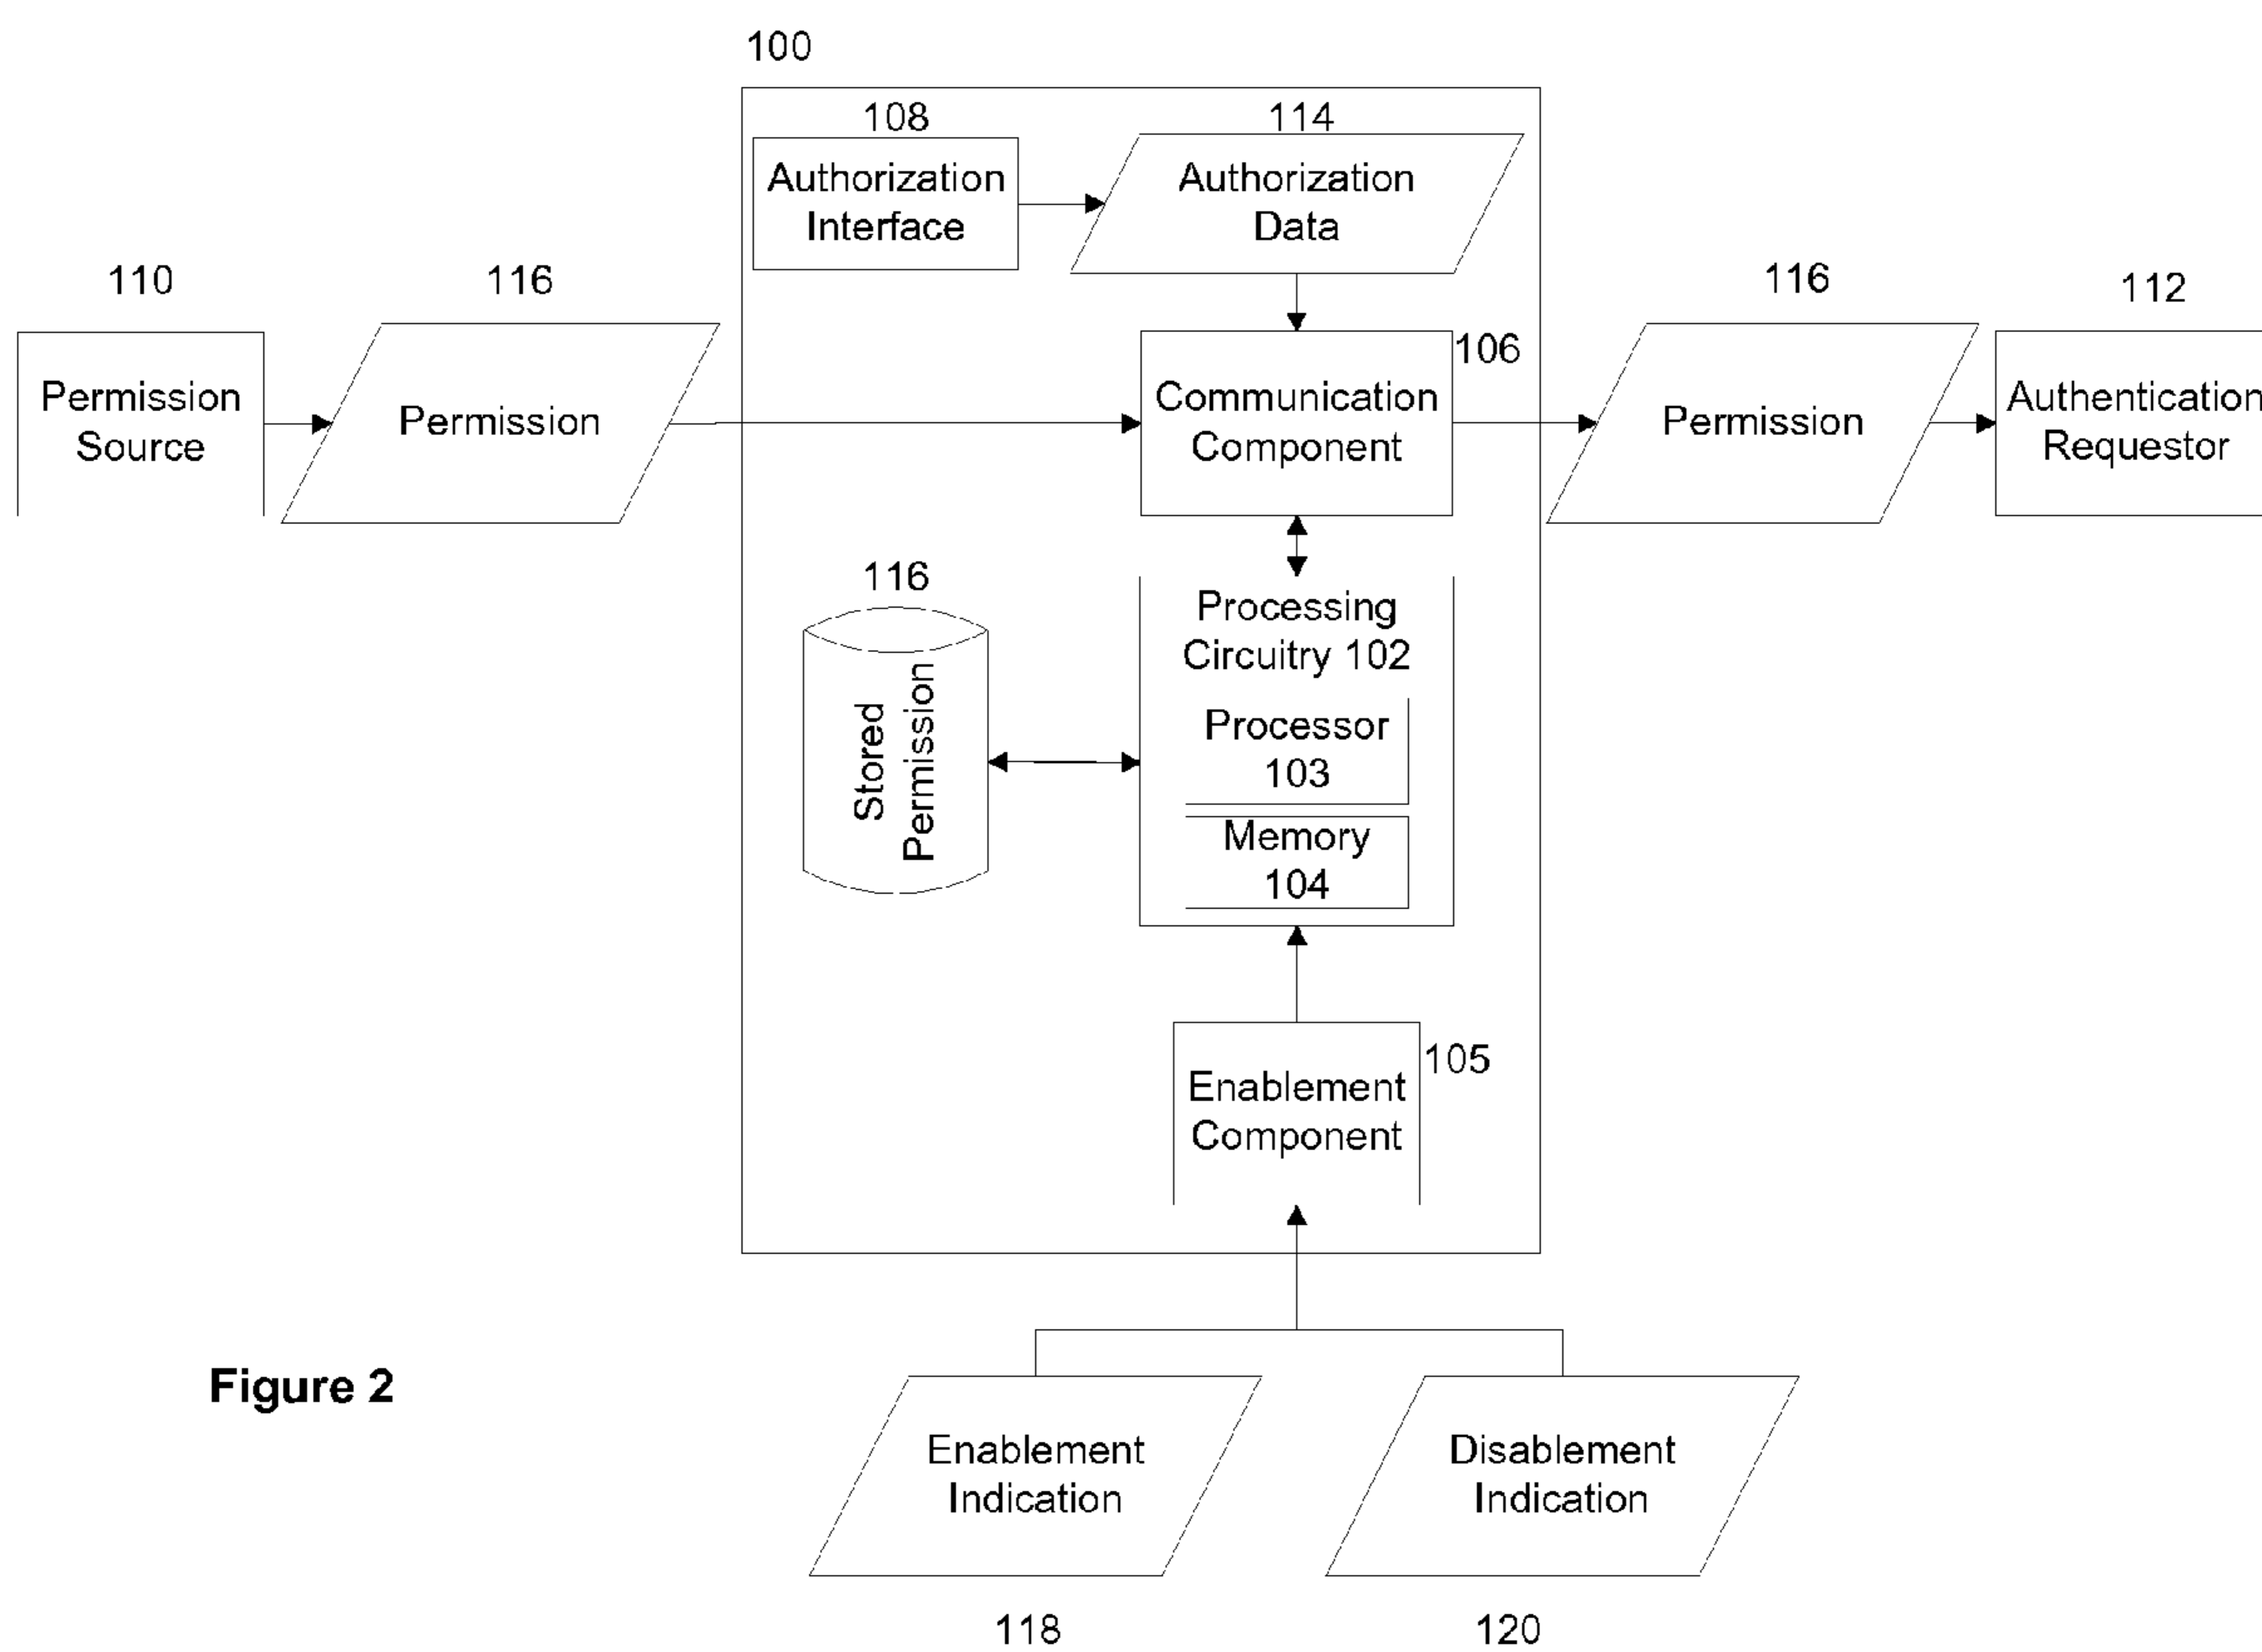 100
108
114
Authorization
Interface
Authorization
Data
110
116
116
112
106
Permission
Source
Permission
Communication
Component
Permission
Authentication
Requestor
116
Stored
Permission
Processing
Circuitry 102
Processor
103
Memory
104
105
Enablement
Component
Figure 2
Enablement
Indication
Disablement
Indication
118
120